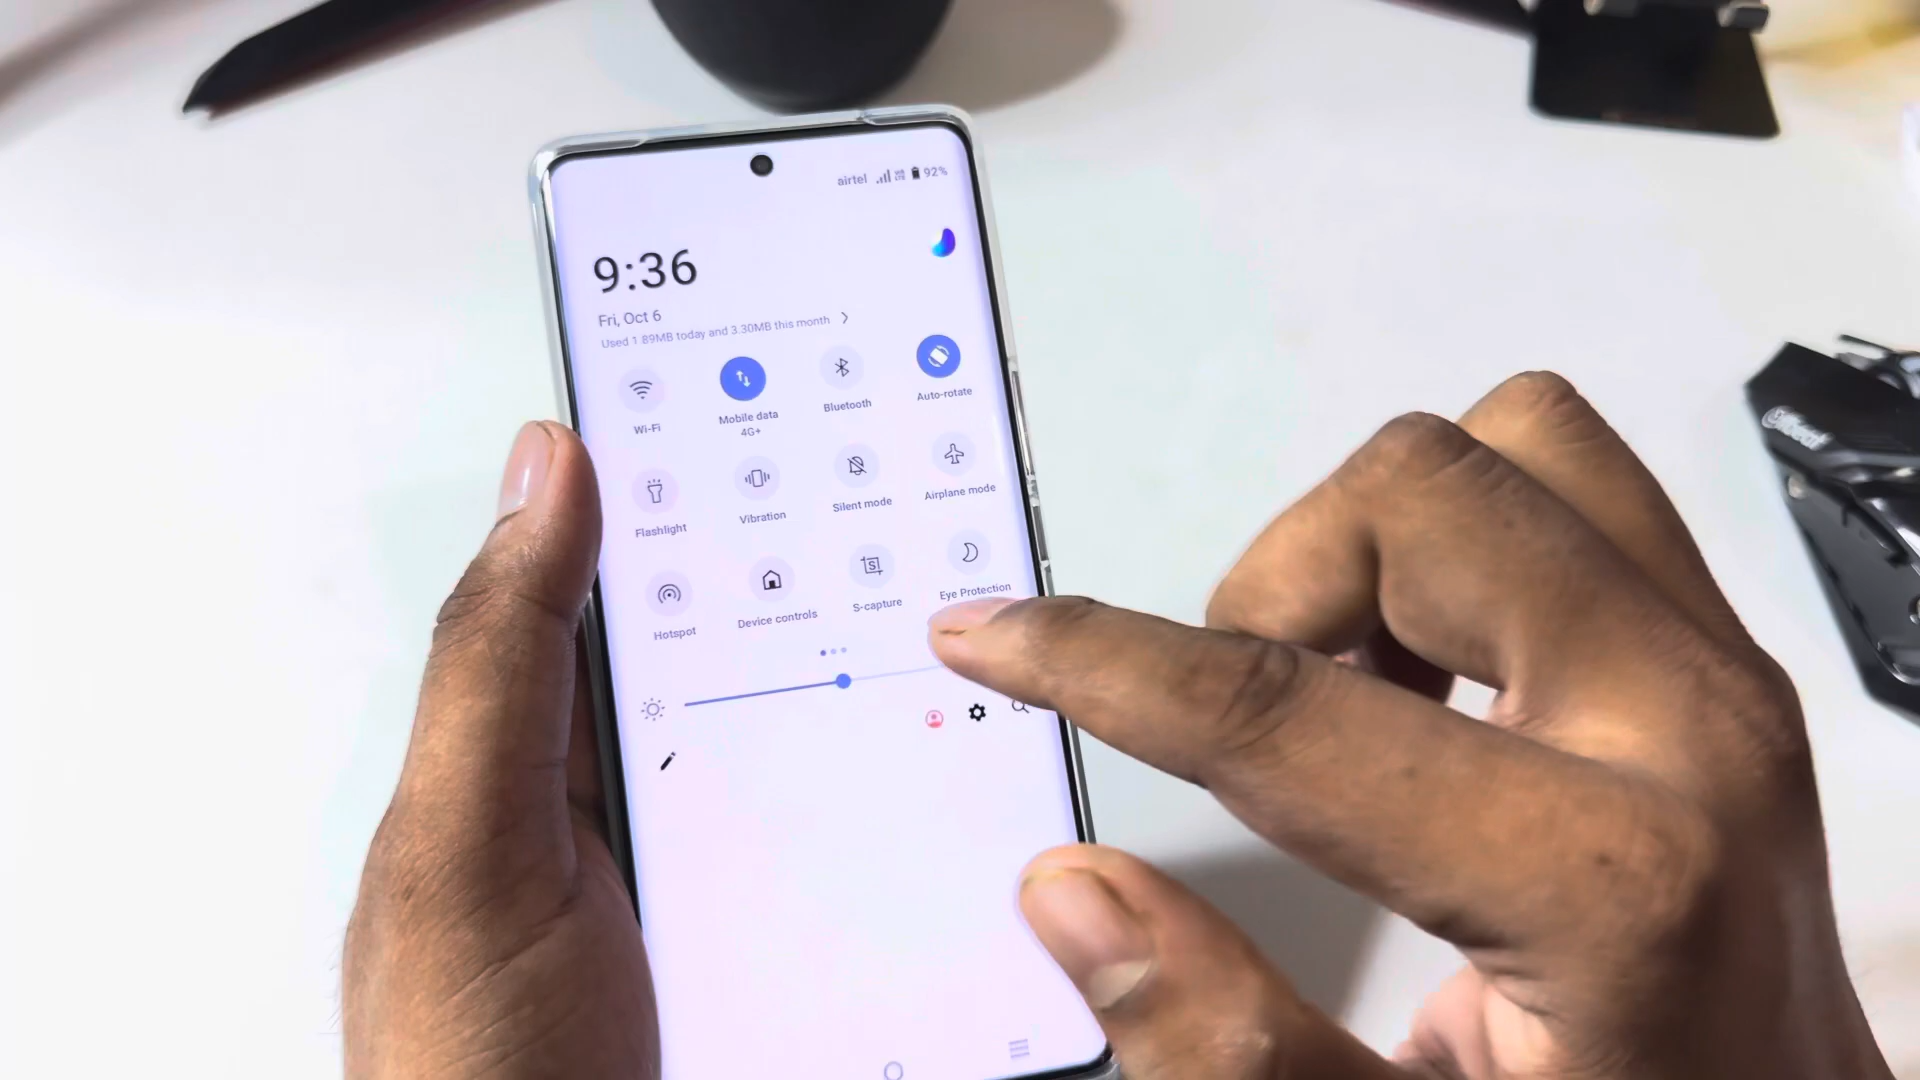 airtel 92%
9:36
Fri, Oct 6
Used 1.89MB today and 3.30MB this month
Wi-Fi
Mobile data
4G+
Bluetooth
Auto-rotate
Flashlight
Vibration
Silent mode
Airplane mode
Hotspot
Device controls
S-capture
Eye Protection